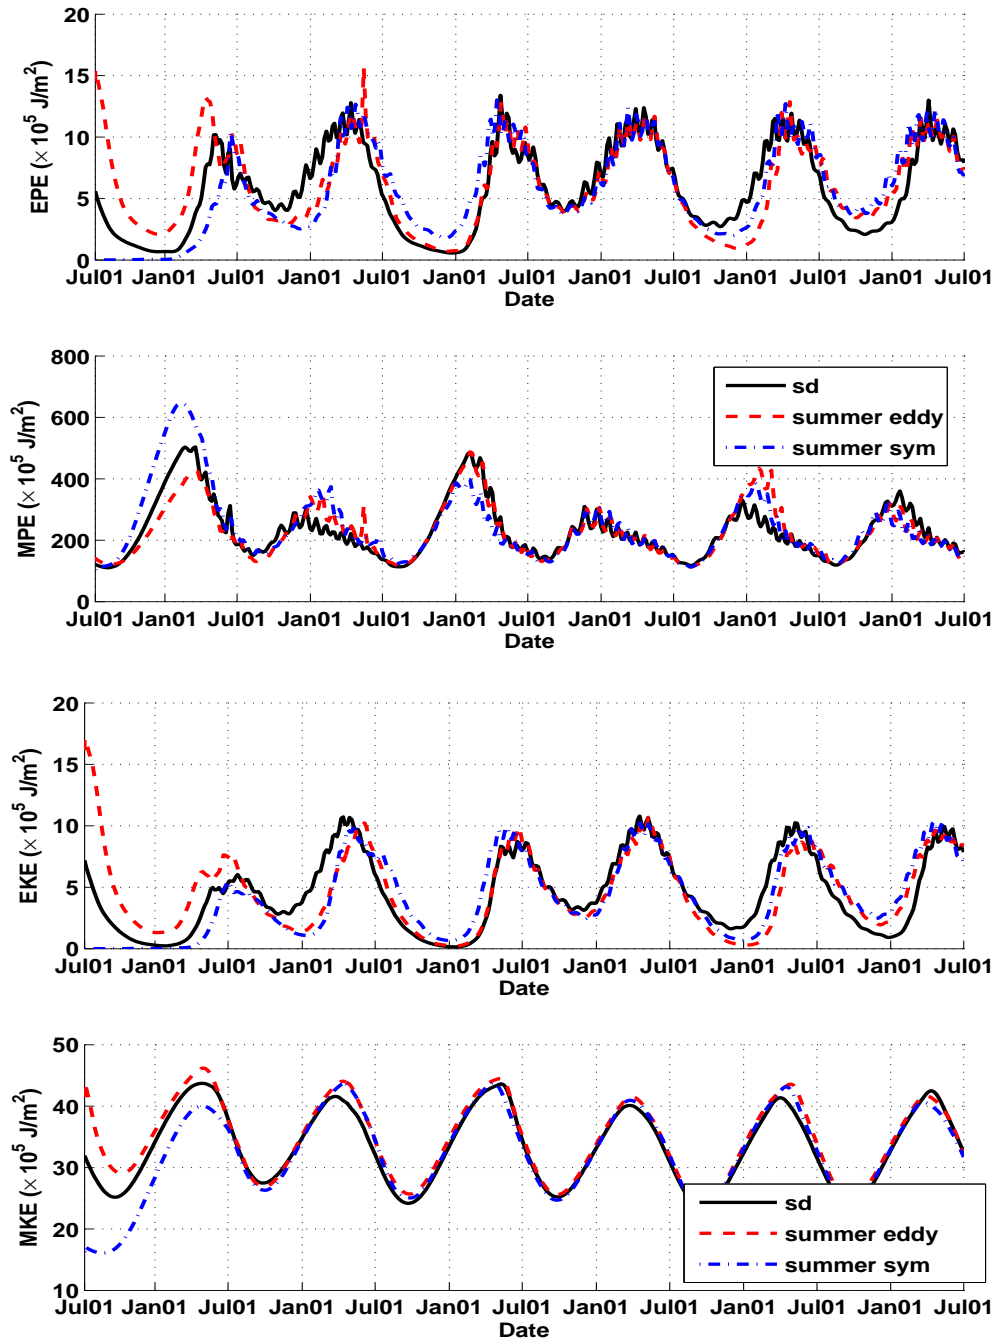 20
15
10
5
0
EPE (× 10^5 J/m^2)
Jul01 Jan01 Jul01 Jan01 Jul01 Jan01 Jul01 Jan01 Jul01 Jan01 Jul01 Jan01 Jul01
Date
800
600
400
200
0
MPE (× 10^5 J/m^2)
sd
summer eddy
summer sym
Jul01 Jan01 Jul01 Jan01 Jul01 Jan01 Jul01 Jan01 Jul01 Jan01 Jul01 Jan01 Jul01
Date
20
15
10
5
0
EKE (× 10^5 J/m^2)
Jul01 Jan01 Jul01 Jan01 Jul01 Jan01 Jul01 Jan01 Jul01 Jan01 Jul01 Jan01 Jul01
Date
50
40
30
20
10
MKE (× 10^5 J/m^2)
sd
summer eddy
summer sym
Jul01 Jan01 Jul01 Jan01 Jul01 Jan01 Jul01 Jan01 Jul01 Jan01 Jul01 Jan01 Jul01
Date